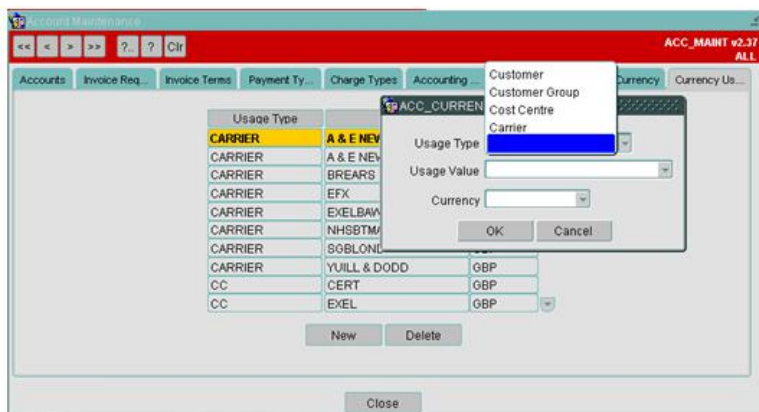 Account Maintenance
<< < > >> ?.. ? Clr
ACC_MAINT v2.37
ALL
Accounts Invoice Req... Invoice Terms Payment Ty... Charge Types Accounting ... Currency Currency Us...
Customer
Customer Group
Cost Centre
Carrier
ACC_CURREN
Usage Type
Usage Value
Currency
OK Cancel
Usage Type
CARRIER A & E NEW
CARRIER A & E NEW
CARRIER BREARS
CARRIER EFX
CARRIER EXELBAW
CARRIER
CARRIER SGBLOND
CARRIER YUILL & DODD GBP
CC CERT GBP
CC EXEL GBP
New Delete
Close